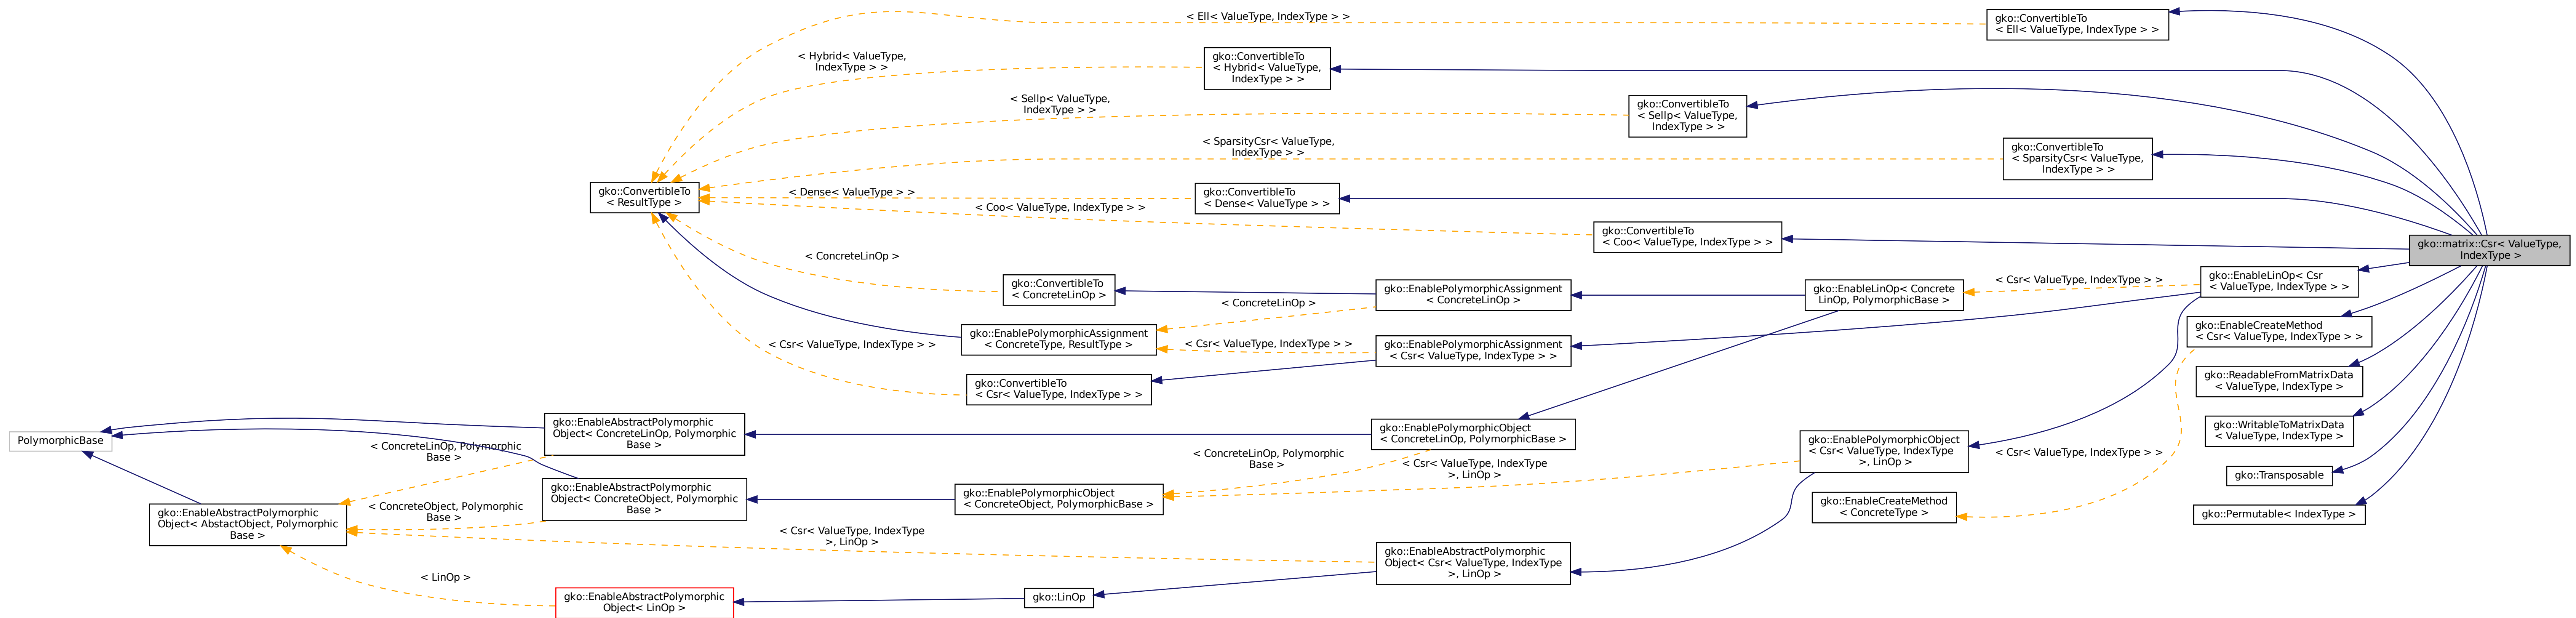 < Ell< ValueType, IndexType > >
gko::ConvertibleTo
< Ell< ValueType, IndexType > >
< Hybrid< ValueType,
IndexType > >
gko::ConvertibleTo
< Hybrid< ValueType,
IndexType > >
< Sellp< ValueType,
IndexType > >
gko::ConvertibleTo
< Sellp< ValueType,
IndexType > >
< SparsityCsr< ValueType,
IndexType > >
gko::ConvertibleTo
< SparsityCsr< ValueType,
IndexType > >
gko::ConvertibleTo
< ResultType >
< Dense< ValueType > >
gko::ConvertibleTo
< Dense< ValueType > >
< Coo< ValueType, IndexType > >
gko::ConvertibleTo
< Coo< ValueType, IndexType > >
gko::matrix::Csr< ValueType,
IndexType >
< ConcreteLinOp >
gko::ConvertibleTo
< ConcreteLinOp >
gko::EnablePolymorphicAssignment
< ConcreteLinOp >
gko::EnableLinOp< Concrete
LinOp, PolymorphicBase >
< Csr< ValueType, IndexType > >
gko::EnableLinOp< Csr
< ValueType, IndexType > >
< ConcreteLinOp >
gko::EnablePolymorphicAssignment
< ConcreteType, ResultType >
< Csr< ValueType, IndexType > >
gko::EnablePolymorphicAssignment
< Csr< ValueType, IndexType > >
gko::EnableCreateMethod
< Csr< ValueType, IndexType > >
< Csr< ValueType, IndexType > >
gko::ConvertibleTo
< Csr< ValueType, IndexType > >
gko::ReadableFromMatrixData
< ValueType, IndexType >
gko::WritableToMatrixData
< ValueType, IndexType >
PolymorphicBase
gko::EnableAbstractPolymorphic
Object< ConcreteLinOp, Polymorphic
Base >
gko::EnablePolymorphicObject
< ConcreteLinOp, PolymorphicBase >
gko::EnablePolymorphicObject
< Csr< ValueType, IndexType
>, LinOp >
< Csr< ValueType, IndexType > >
< ConcreteLinOp, Polymorphic
Base >
< ConcreteLinOp, Polymorphic
Base >
< Csr< ValueType, IndexType
>, LinOp >
gko::Transposable
gko::EnableAbstractPolymorphic
Object< ConcreteObject, Polymorphic
Base >
gko::EnablePolymorphicObject
< ConcreteObject, PolymorphicBase >
gko::EnableCreateMethod
< ConcreteType >
gko::Permutable< IndexType >
gko::EnableAbstractPolymorphic
Object< AbstactObject, Polymorphic
Base >
< ConcreteObject, Polymorphic
Base >
< Csr< ValueType, IndexType
>, LinOp >
gko::EnableAbstractPolymorphic
Object< Csr< ValueType, IndexType
>, LinOp >
< LinOp >
gko::EnableAbstractPolymorphic
Object< LinOp >
gko::LinOp